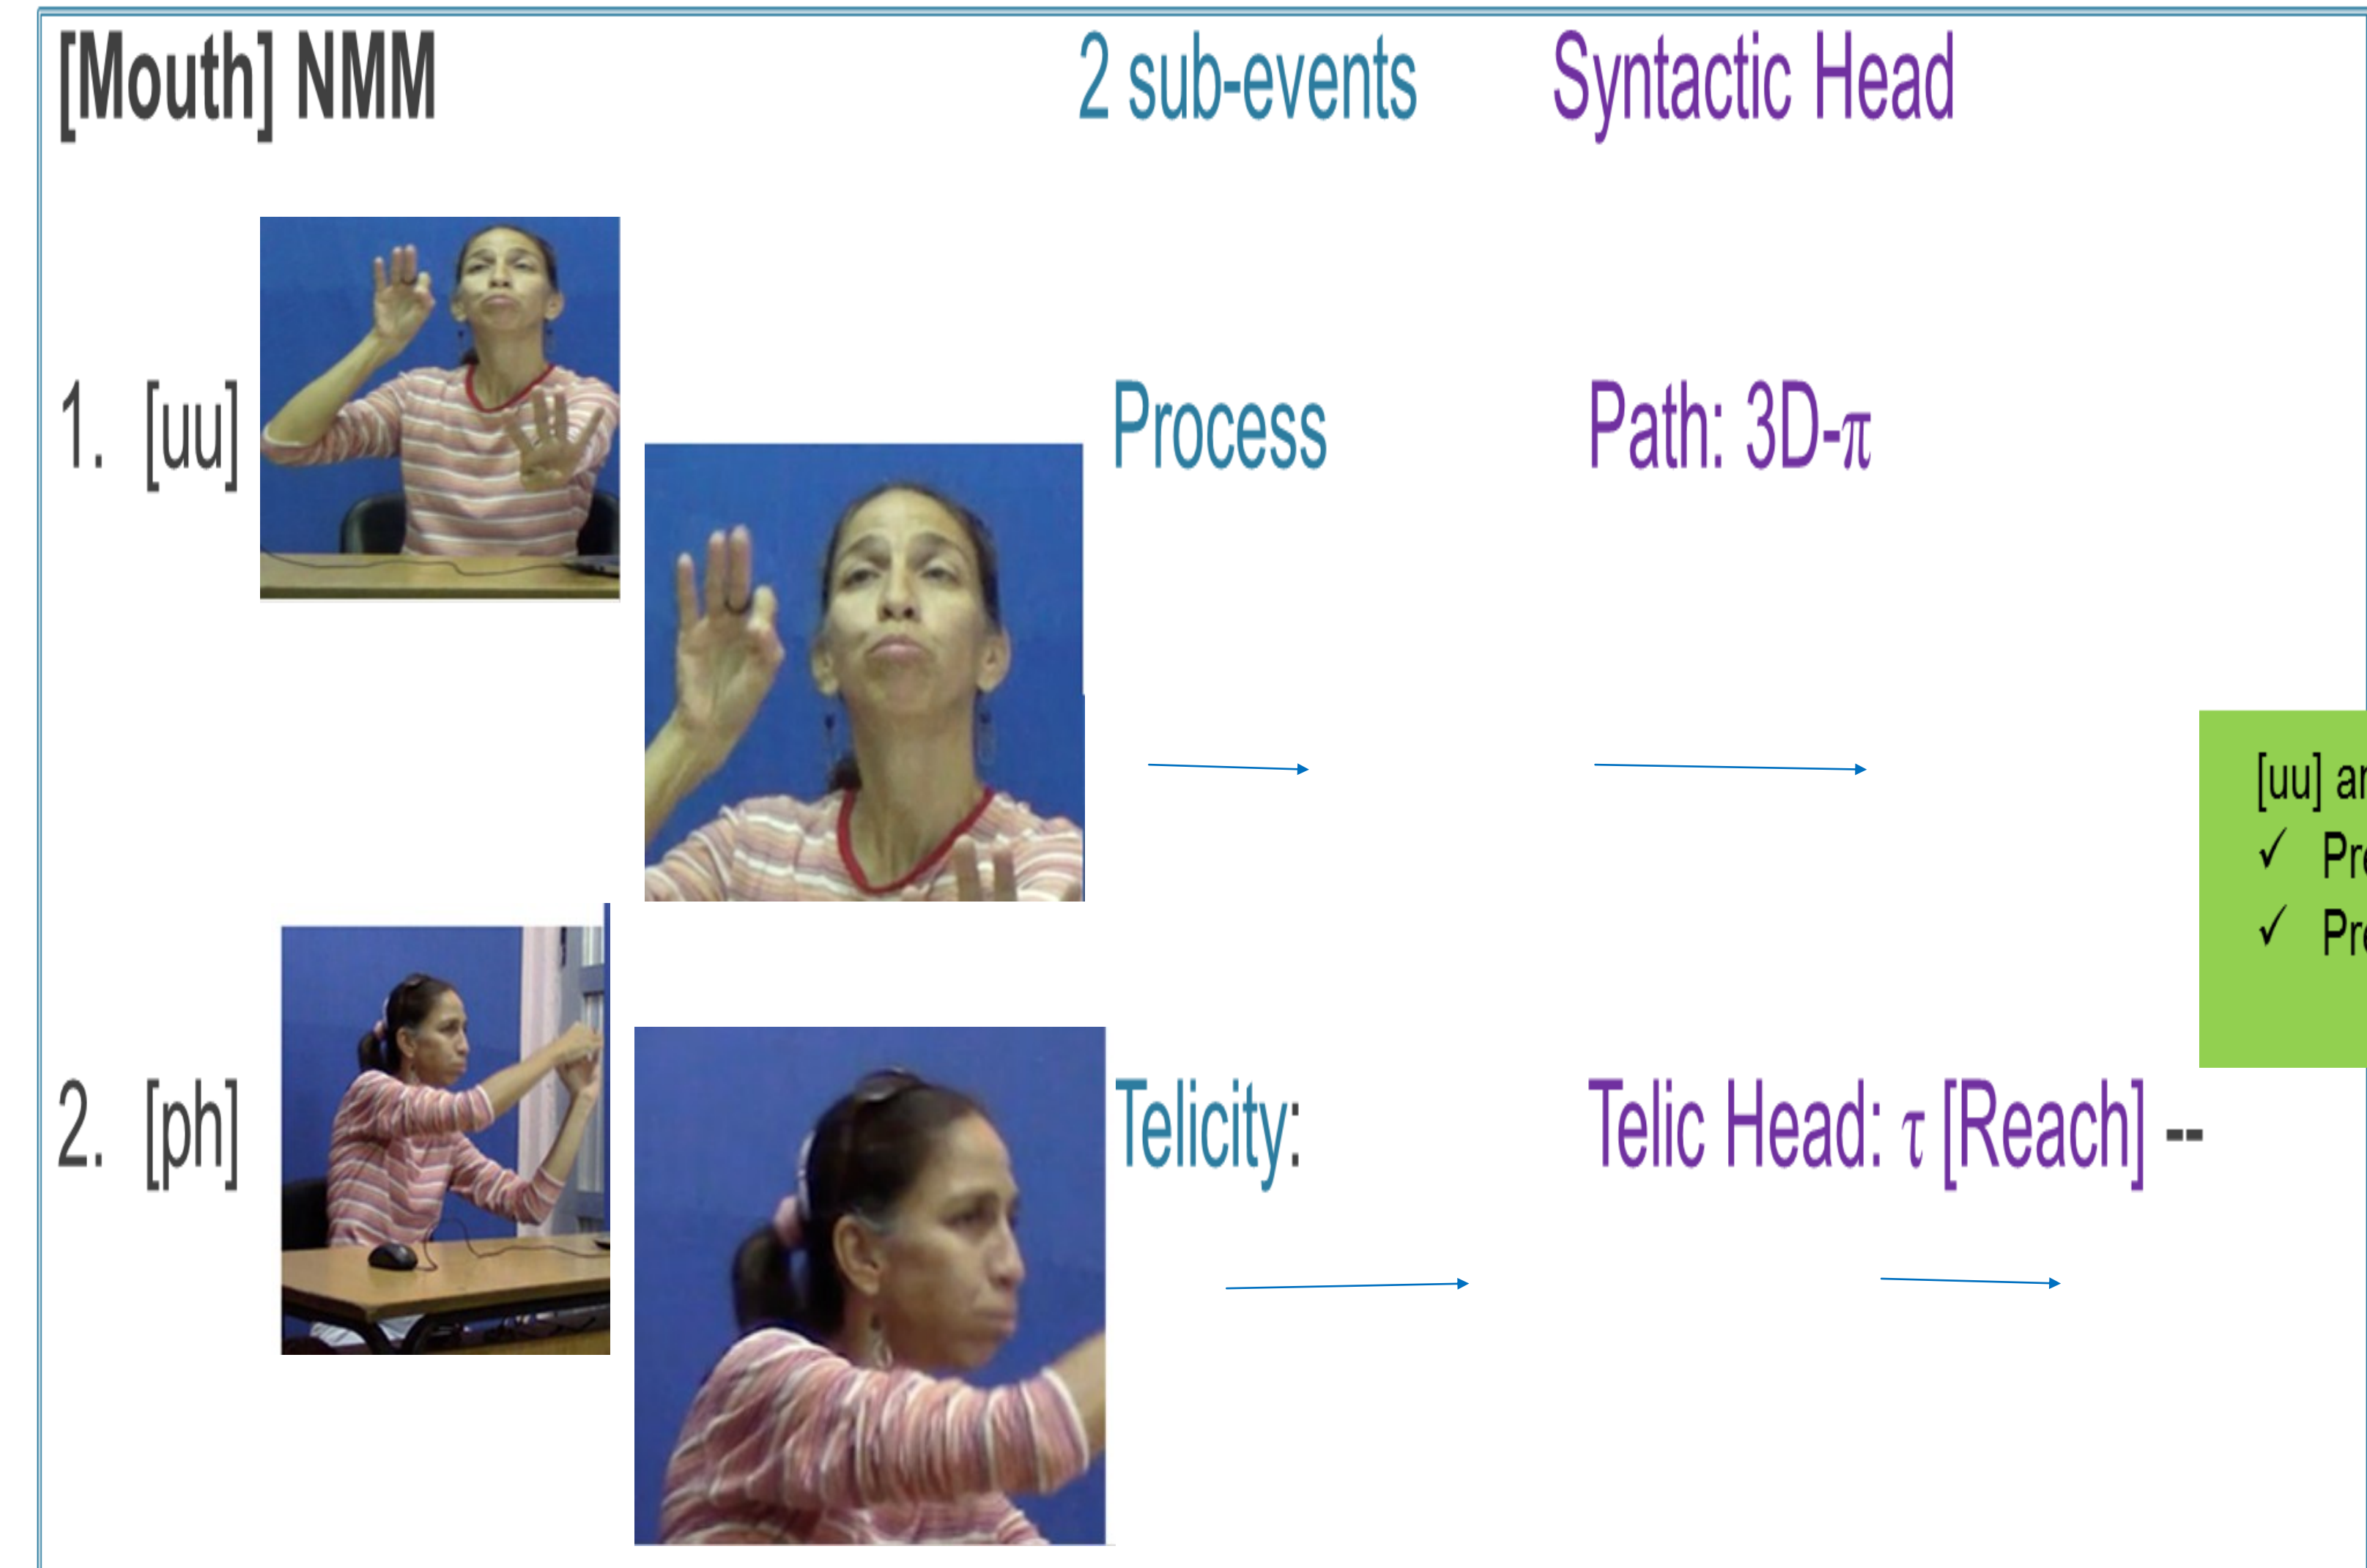 [Mouth] NMM 2 sub-events Syntactic Head
1. [uu] Process Path: 3D-π
[uu]
✓
✓
2. [ph] Telicity: Telic Head: τ [Reach] --